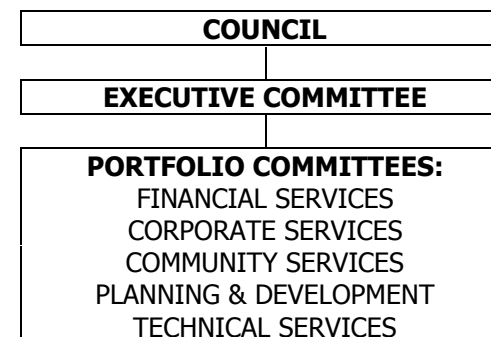 COUNCIL
EXECUTIVE COMMITTEE
PORTFOLIO COMMITTEES:
FINANCIAL SERVICES
CORPORATE SERVICES
COMMUNITY SERVICES
PLANNING & DEVELOPMENT
TECHNICAL SERVICES